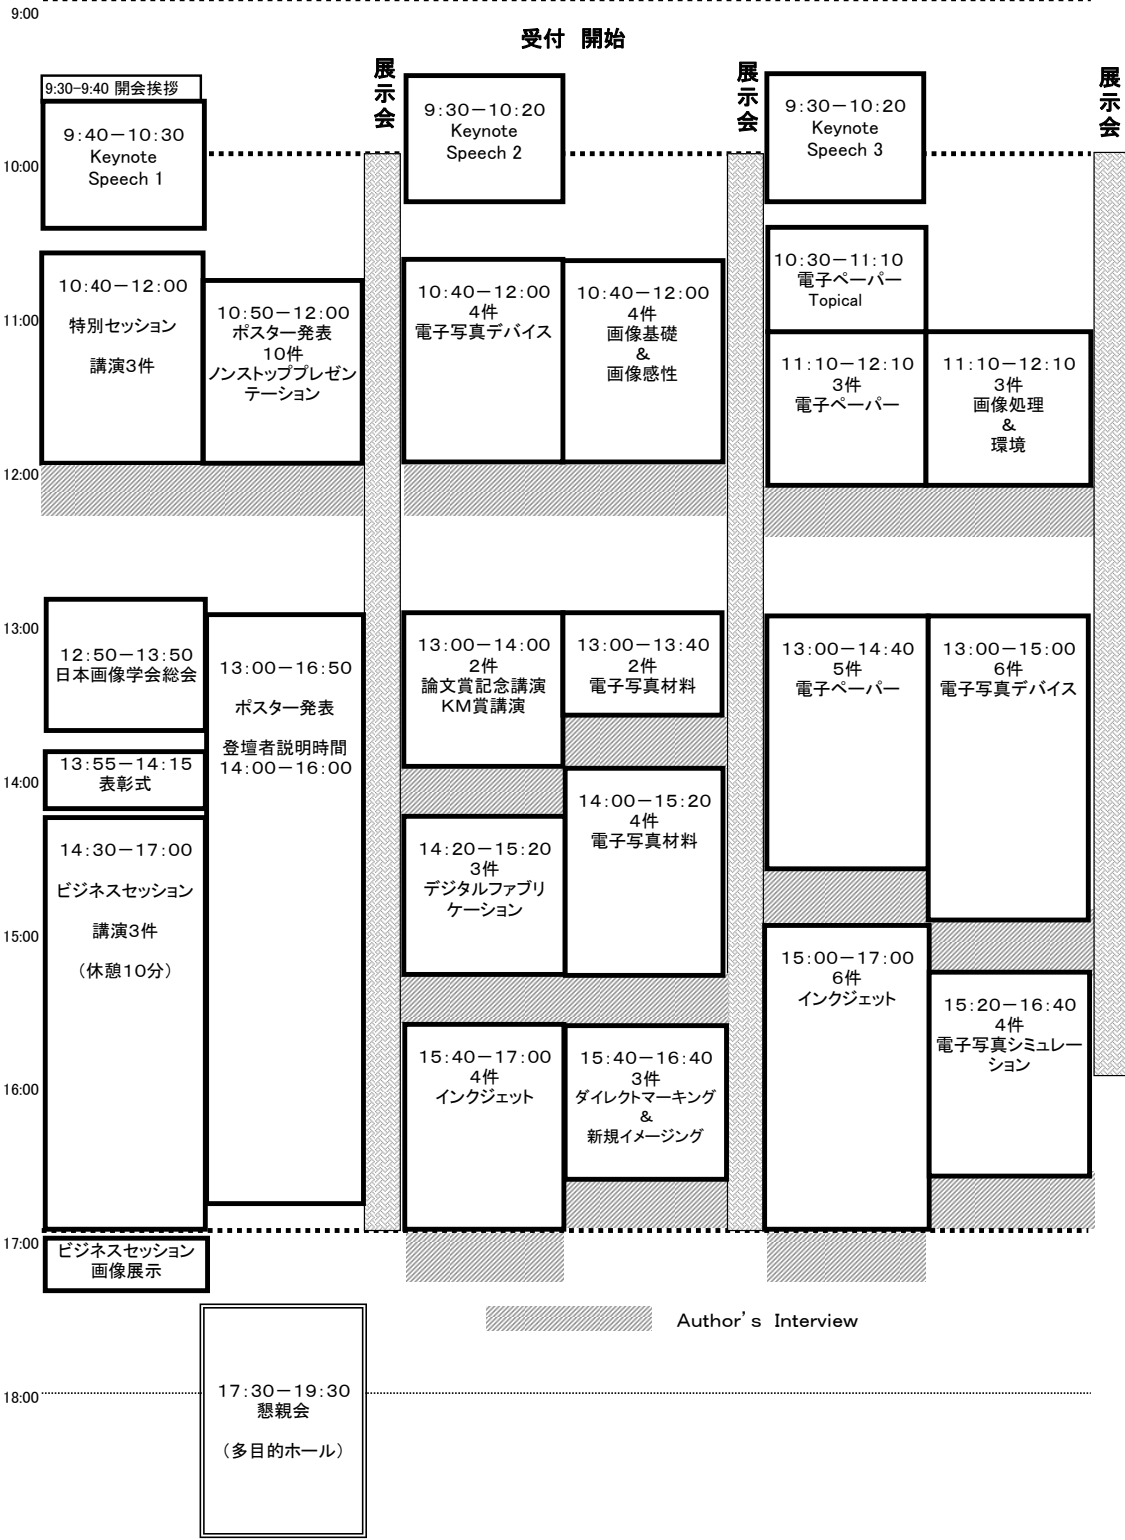 9:00
受付 開始
展示会
展示会
展示会
9:30-9:40 開会挨拶
9:40－10:30
Keynote
Speech 1
9:30－10:20
Keynote
Speech 2
9:30－10:20
Keynote
Speech 3
10:00
10:40－12:00
特別セッション
講演3件
10:50－12:00
ポスター発表
10件
ノンストッププレゼン
テーション
10:40－12:00
4件
電子写真デバイス
10:40－12:00
4件
画像基礎
＆
画像感性
10:30－11:10
電子ペーパー
Topical
11:00
11:10－12:10
3件
電子ペーパー
11:10－12:10
3件
画像処理
＆
環境
12:00
13:00
12:50－13:50
日本画像学会総会
13:00－16:50
ポスター発表
登壇者説明時間
14:00－16:00
13:00－14:00
2件
論文賞記念講演
KM賞講演
13:00－13:40
2件
電子写真材料
13:00－14:40
5件
電子ペーパー
13:00－15:00
6件
電子写真デバイス
13:55－14:15
表彰式
14:00
14:30－17:00
ビジネスセッション
講演3件
（休憩10分）
14:20－15:20
3件
デジタルファブリ
ケーション
14:00－15:20
4件
電子写真材料
15:00
15:00－17:00
6件
インクジェット
15:20－16:40
4件
電子写真シミュレー
ション
15:40－17:00
4件
インクジェット
15:40－16:40
3件
ダイレクトマーキング
＆
新規イメージング
16:00
17:00
ビジネスセッション
画像展示
Author's Interview
18:00
17:30－19:30
懇親会
（多目的ホール）